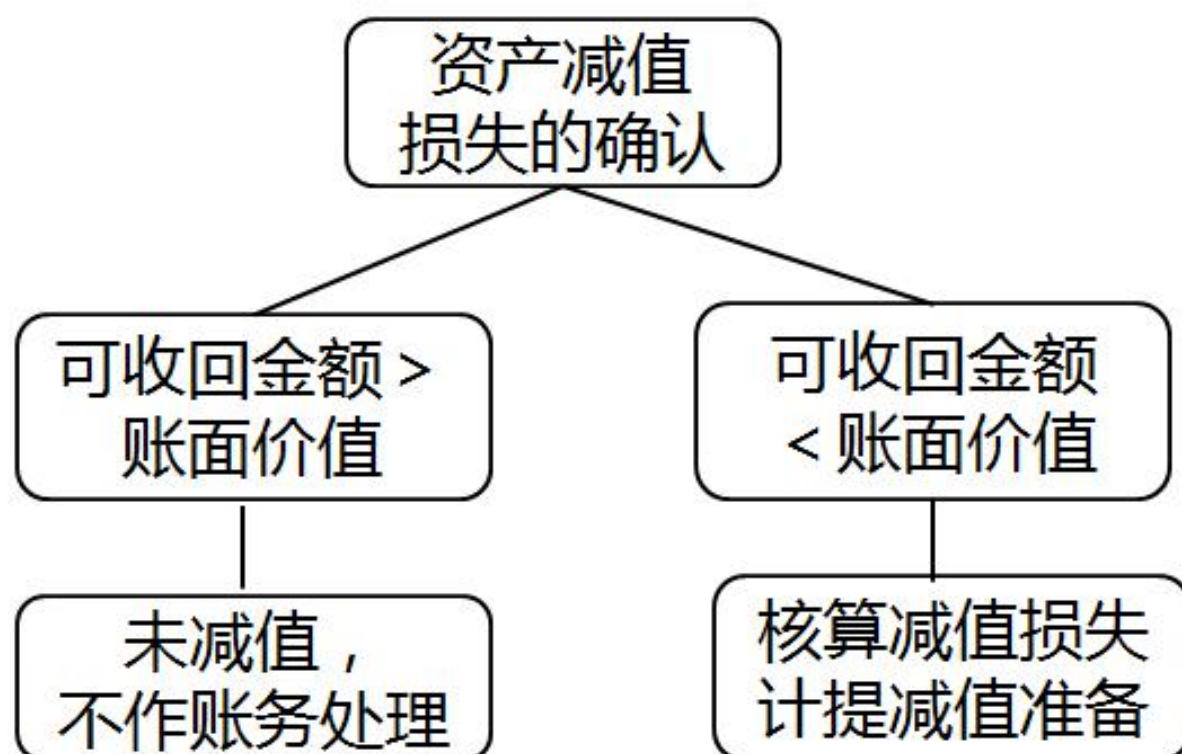 资产减值
损失的确认
可收回金额 >
账面价值
可收回金额
< 账面价值
未减值，
不作账务处理
核算减值损失
计提减值准备